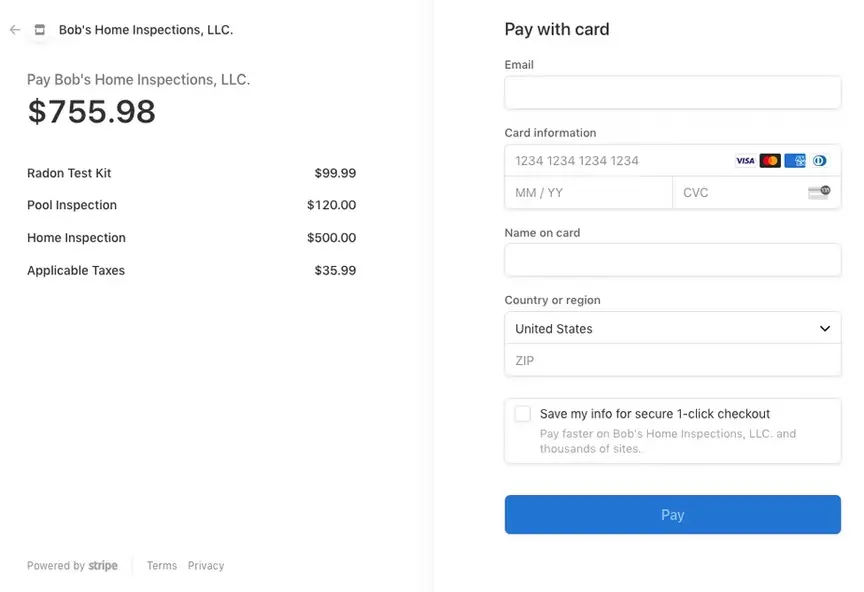 Bob's Home Inspections, LLC.
Pay Bob's Home Inspections, LLC.
$755.98
Radon Test Kit $99.99
Pool Inspection $120.00
Home Inspection $500.00
Applicable Taxes $35.99
Powered by stripe Terms Privacy
Pay with card
Email
Card information
1234 1234 1234 1234 VISA
MM / YY CVC
Name on card
Country or region
United States
ZIP
Save my info for secure 1-click checkout
Pay faster on Bob's Home Inspections, LLC. and
thousands of sites.
Pay